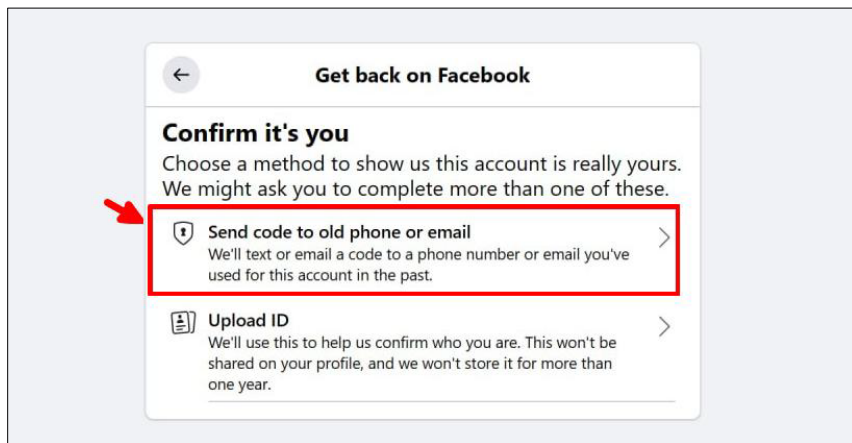 Get back on Facebook
Confirm it's you
Choose a method to show us this account is really yours.
We might ask you to complete more than one of these.
Send code to old phone or email
We'll text or email a code to a phone number or email you've
used for this account in the past.
Upload ID
We'll use this to help us confirm who you are. This won't be
shared on your profile, and we won't store it for more than
one year.